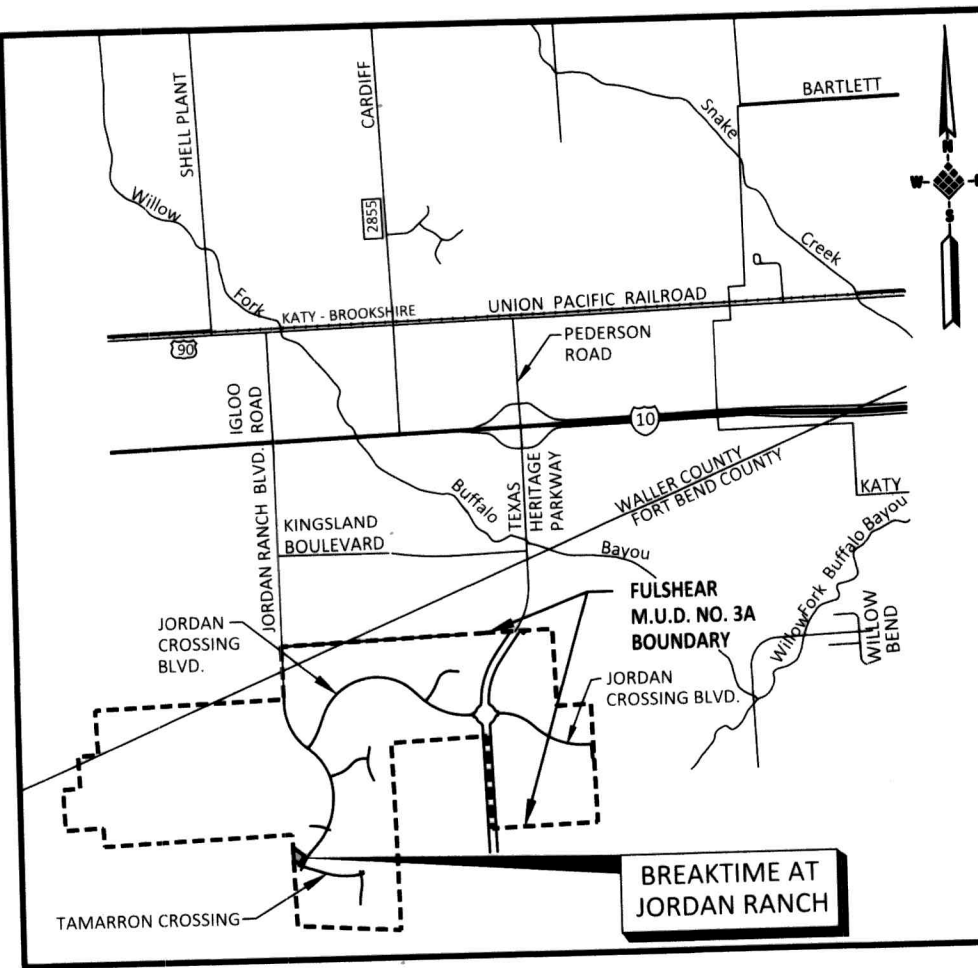 SHELL PLANT
CARDIFF
BARTLETT
Snake
Creek
N
W
E
S
2855
Willow
Fork
KATY - BROOKSHIRE
UNION PACIFIC RAILROAD
90
PEDERSON
ROAD
IGLOO
ROAD
10
JORDAN RANCH BLVD.
TEXAS
HERITAGE
PARKWAY
WALLER COUNTY
FORT BEND COUNTY
KATY
Buffalo
Bayou
KINGSLAND
BOULEVARD
Willow Fork Buffalo Bayou
WILLOW
BEND
FULSHEAR
M.U.D. NO. 3A
BOUNDARY
JORDAN
CROSSING
BLVD.
JORDAN
CROSSING BLVD.
TAMARRON CROSSING
BREAKTIME AT
JORDAN RANCH